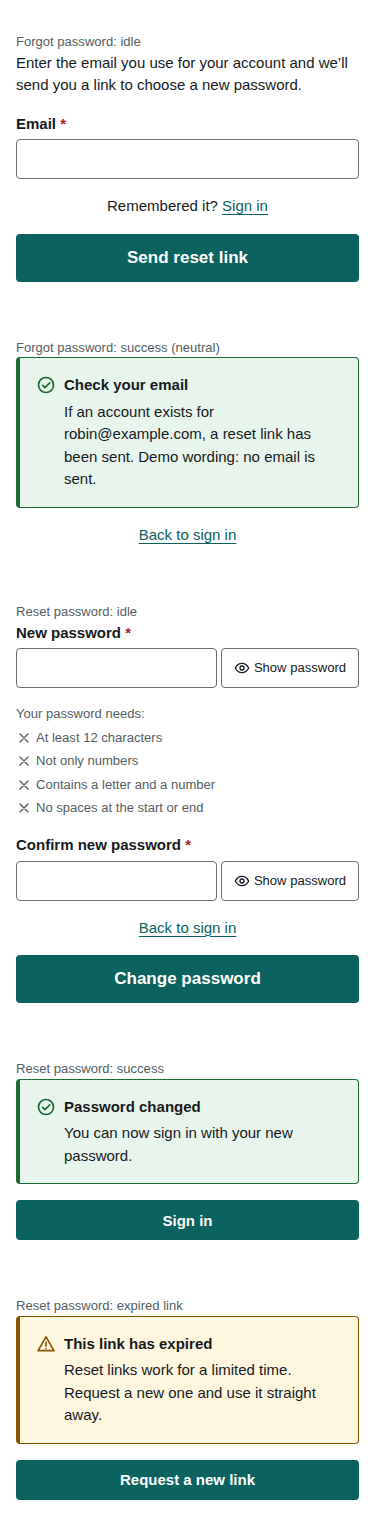 Forgot password: idle
Enter the email you use for your account and we'll
send you a link to choose a new password.
Email *
Remembered it? Sign in
Send reset link
Forgot password: success (neutral)
Check your email
If an account exists for
robin@example.com, a reset link has
been sent. Demo wording: no email is
sent.
Back to sign in
Reset password: idle
New password *
Show password
Your password needs:
At least 12 characters
Not only numbers
Contains a letter and a number
No spaces at the start or end
Confirm new password *
Show password
Back to sign in
Change password
Reset password: success
Password changed
You can now sign in with your new
password.
Sign in
Reset password: expired link
This link has expired
Reset links work for a limited time.
Request a new one and use it straight
away.
Request a new link